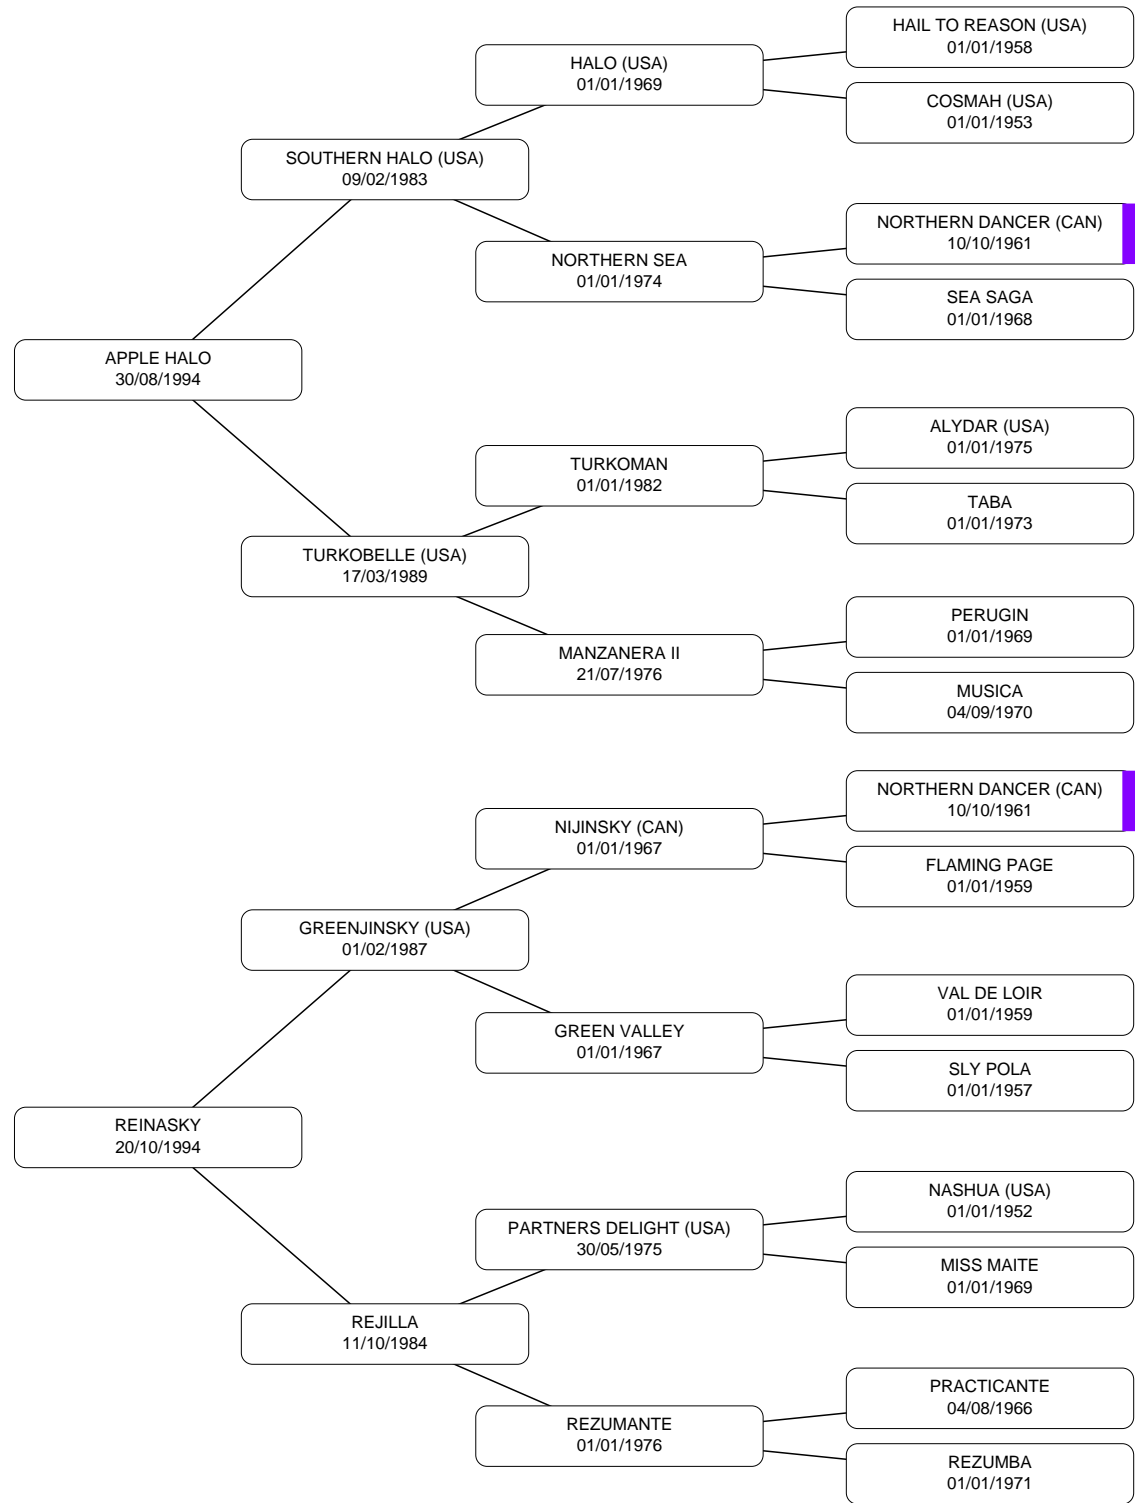 HAIL TO REASON (USA)
01/01/1958
HALO (USA)
01/01/1969
COSMAH (USA)
01/01/1953
SOUTHERN HALO (USA)
09/02/1983
NORTHERN DANCER (CAN)
10/10/1961
NORTHERN SEA
01/01/1974
SEA SAGA
01/01/1968
APPLE HALO
30/08/1994
ALYDAR (USA)
01/01/1975
TURKOMAN
01/01/1982
TABA
01/01/1973
TURKOBELLE (USA)
17/03/1989
PERUGIN
01/01/1969
MANZANERA II
21/07/1976
MUSICA
04/09/1970
NORTHERN DANCER (CAN)
10/10/1961
NIJINSKY (CAN)
01/01/1967
FLAMING PAGE
01/01/1959
GREENJINSKY (USA)
01/02/1987
VAL DE LOIR
01/01/1959
GREEN VALLEY
01/01/1967
SLY POLA
01/01/1957
REINASKY
20/10/1994
NASHUA (USA)
01/01/1952
PARTNERS DELIGHT (USA)
30/05/1975
MISS MAITE
01/01/1969
REJILLA
11/10/1984
PRACTICANTE
04/08/1966
REZUMANTE
01/01/1976
REZUMBA
01/01/1971